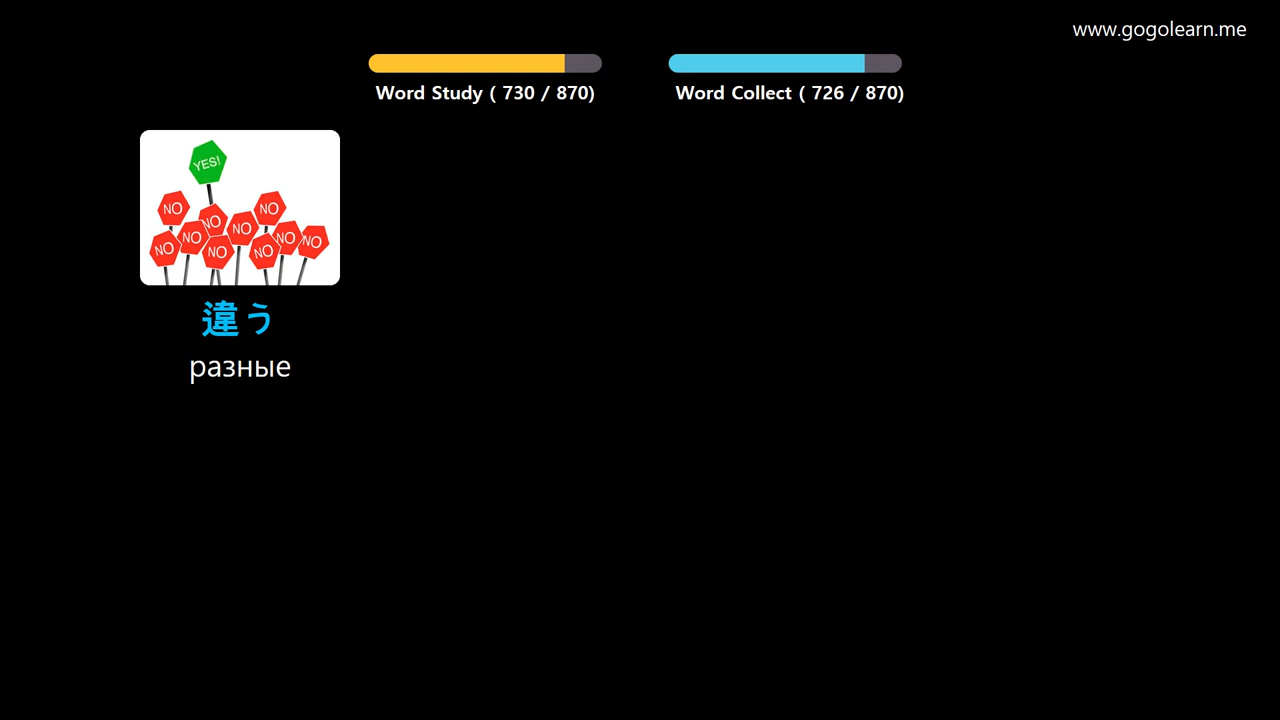 www.gogolearn.me
Word Study ( 730 / 870)
Word Collect ( 726 / 870)
YES!
NO
NO
NO
NO
NO
NO
NO
NO
NO
NO
違う
разные